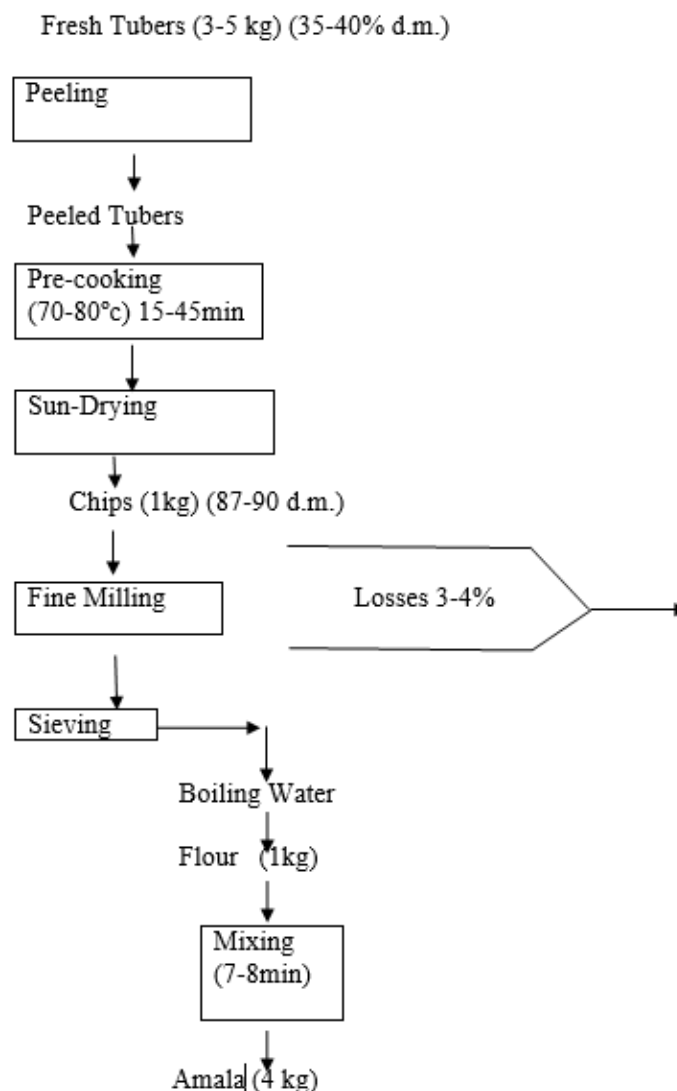 Fresh Tubers (3-5 kg) (35-40% d.m.)
Peeling
Peeled Tubers
Pre-cooking
(70-80°c) 15-45min
Sun-Drying
Chips (1kg) (87-90 d.m.)
Fine Milling
Losses 3-4%
Sieving
Boiling Water
Flour (1kg)
Mixing
(7-8min)
Amala (4 kg)